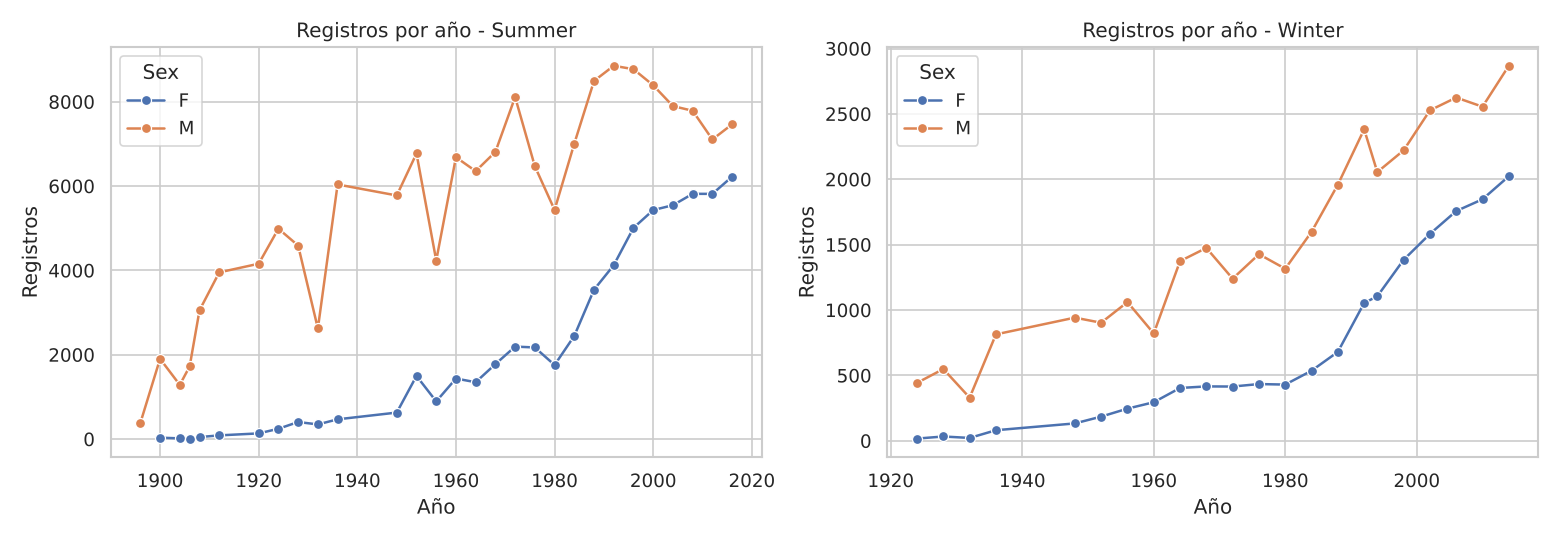 Registros por año - Summer
Sex
F
M
8000
6000
4000
2000
0
Registros
1900
1920
1940
1960
1980
2000
2020
Año
Registros por año - Winter
Sex
F
M
3000
2500
2000
1500
1000
500
0
Registros
1920
1940
1960
1980
2000
Año